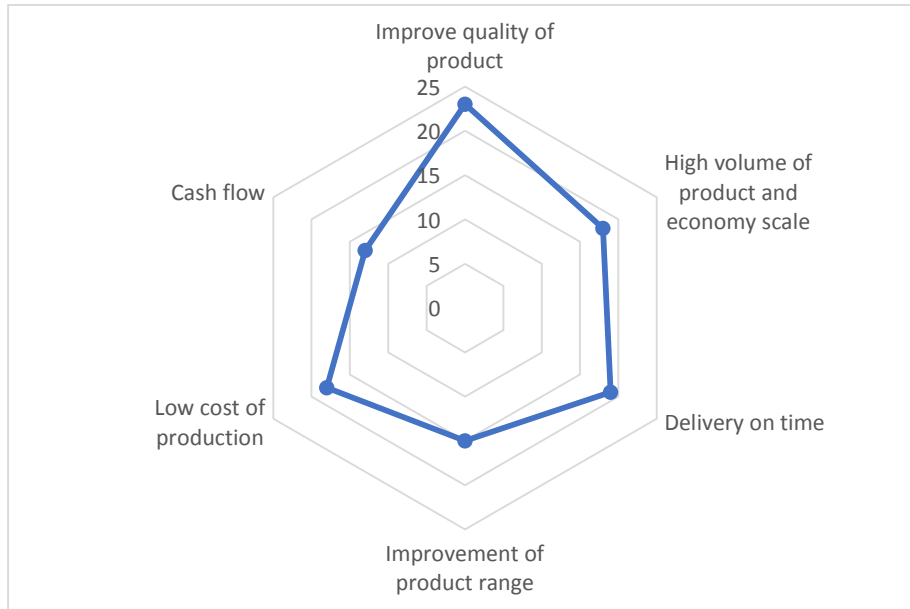 Improve quality of
product
25
20
15
10
5
0
High volume of
product and
economy scale
Delivery on time
Improvement of
product range
Low cost of
production
Cash flow